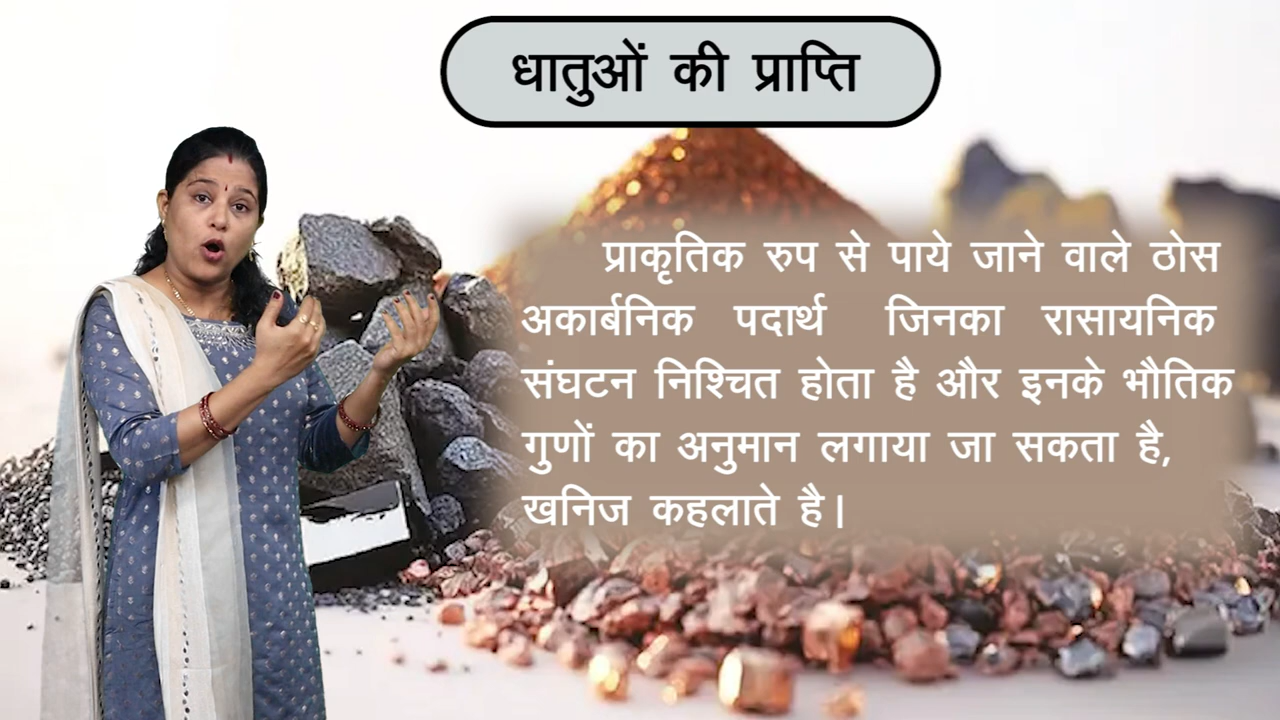 धातुओं की प्राप्ति
प्राकृतिक रुप से पाये जाने वाले ठोस
अकार्बनिक पदार्थ जिनका रासायनिक
संघटन निश्चित होता है और इनके भौतिक
गुणों का अनुमान लगाया जा सकता है,
खनिज कहलाते है।